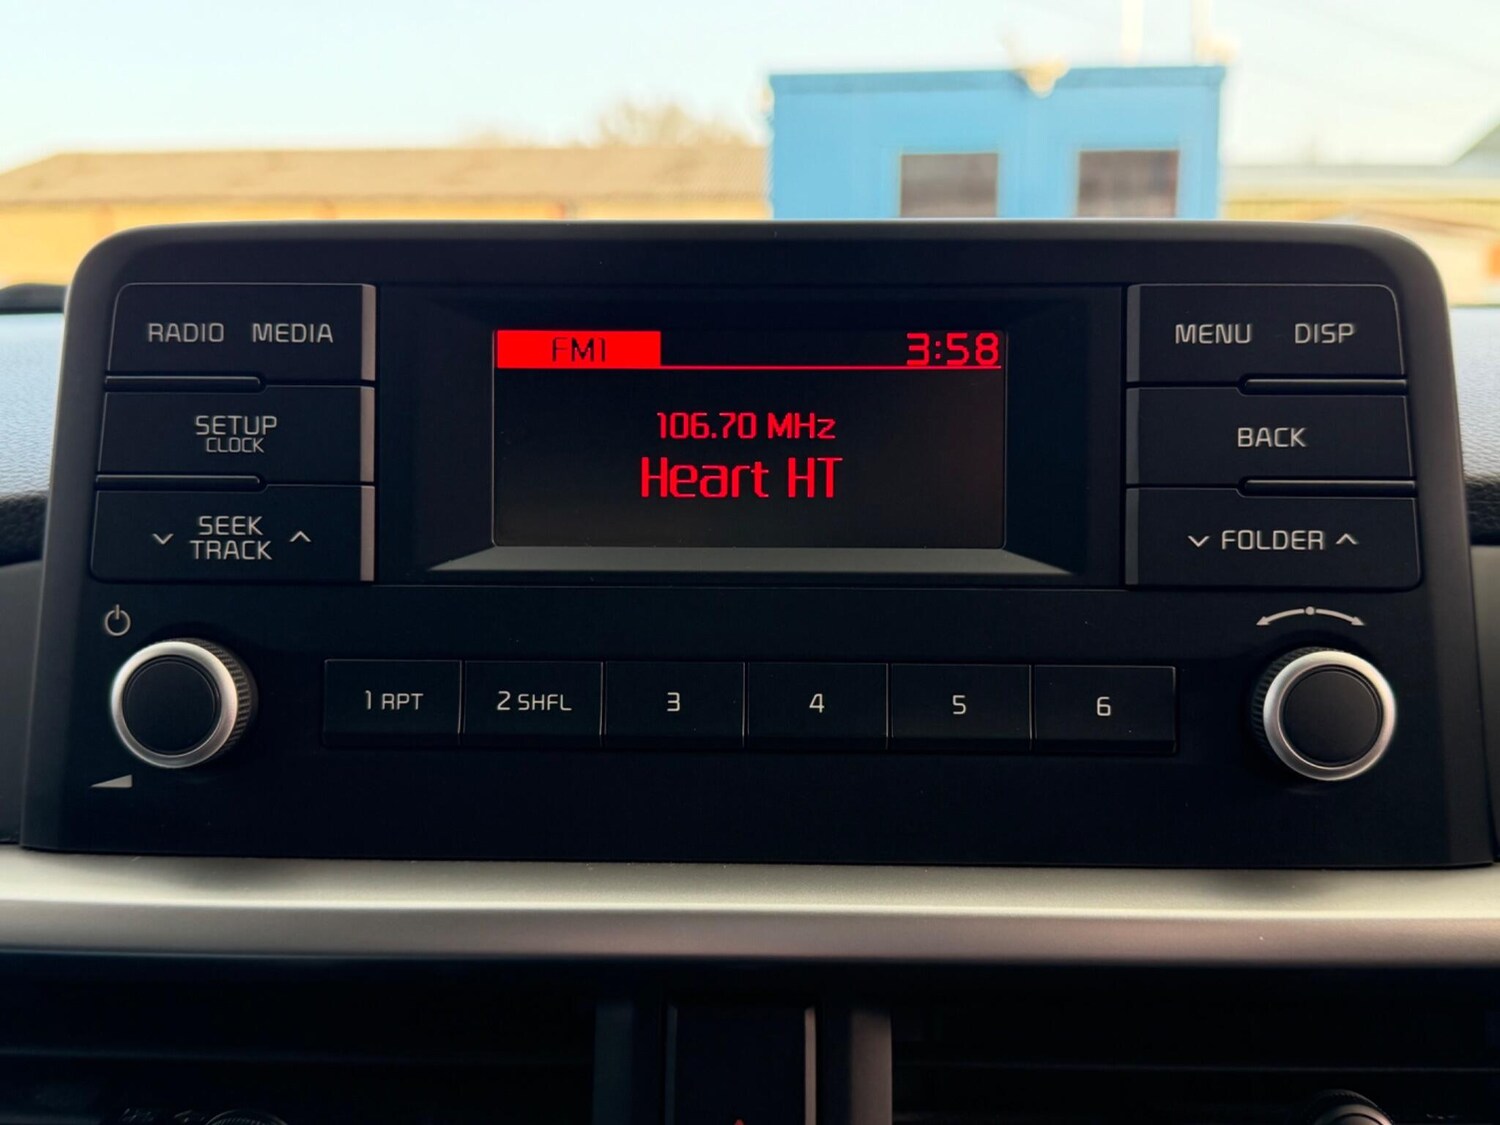 RADIO MEDIA
SETUP
CLOCK
SEEK
TRACK
FM1 3:58
106.70 MHz
Heart HT
MENU DISP
BACK
FOLDER
1 RPT 2 SHFL 3 4 5 6